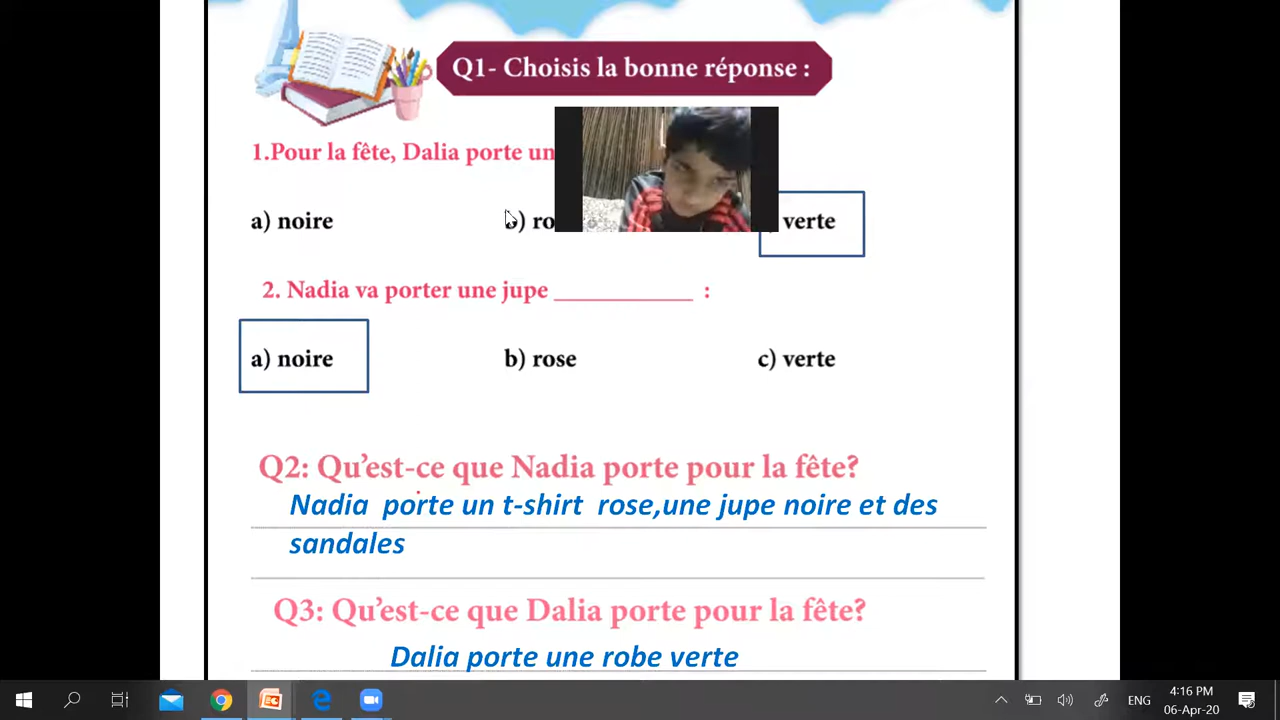 Q1- Choisis la bonne réponse :
1.Pour la fête, Dalia porte un
a) noire verte
2. Nadia va porter une jupe __________ :
a) noire b) rose c) verte
Q2: Qu'est-ce que Nadia porte pour la fête?
Nadia porte un t-shirt rose,une jupe noire et des
sandales
Q3: Qu'est-ce que Dalia porte pour la fête?
Dalia porte une robe verte
ENG 4:16 PM
06-Apr-20